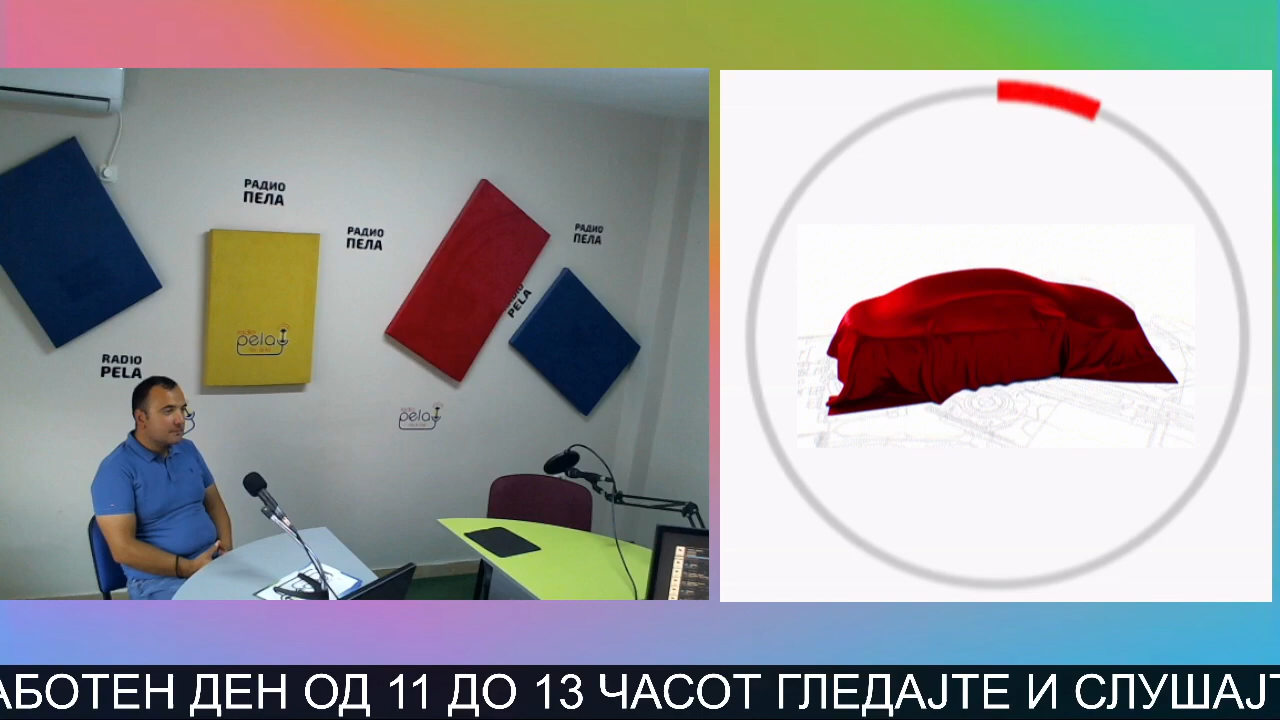 РАДИО
ПЕЛА
РАДИО
ПЕЛА
РАДИО
ПЕЛА
PELA
pela
RADIO
PELA
pela
АБОТЕН ДЕН ОД 11 ДО 13 ЧАСОТ ГЛЕДАЈТЕ И СЛУШАЈТ